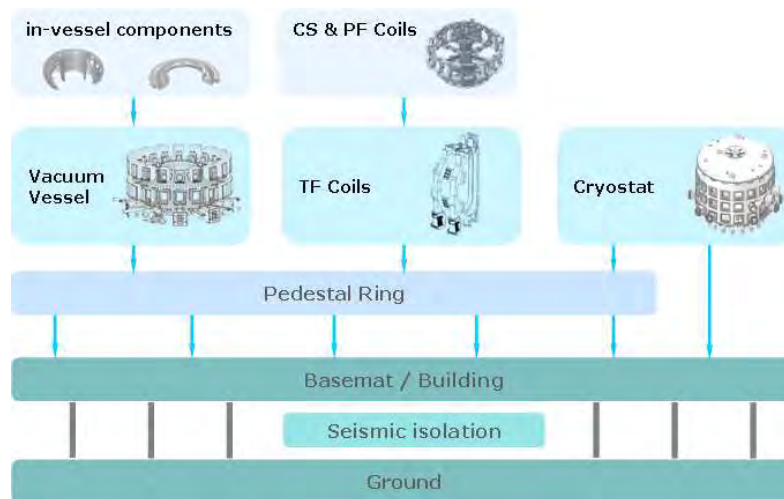 in-vessel components
CS & PF Coils
Vacuum
Vessel
TF Coils
Cryostat
Pedestal Ring
Basemat / Building
Seismic isolation
Ground